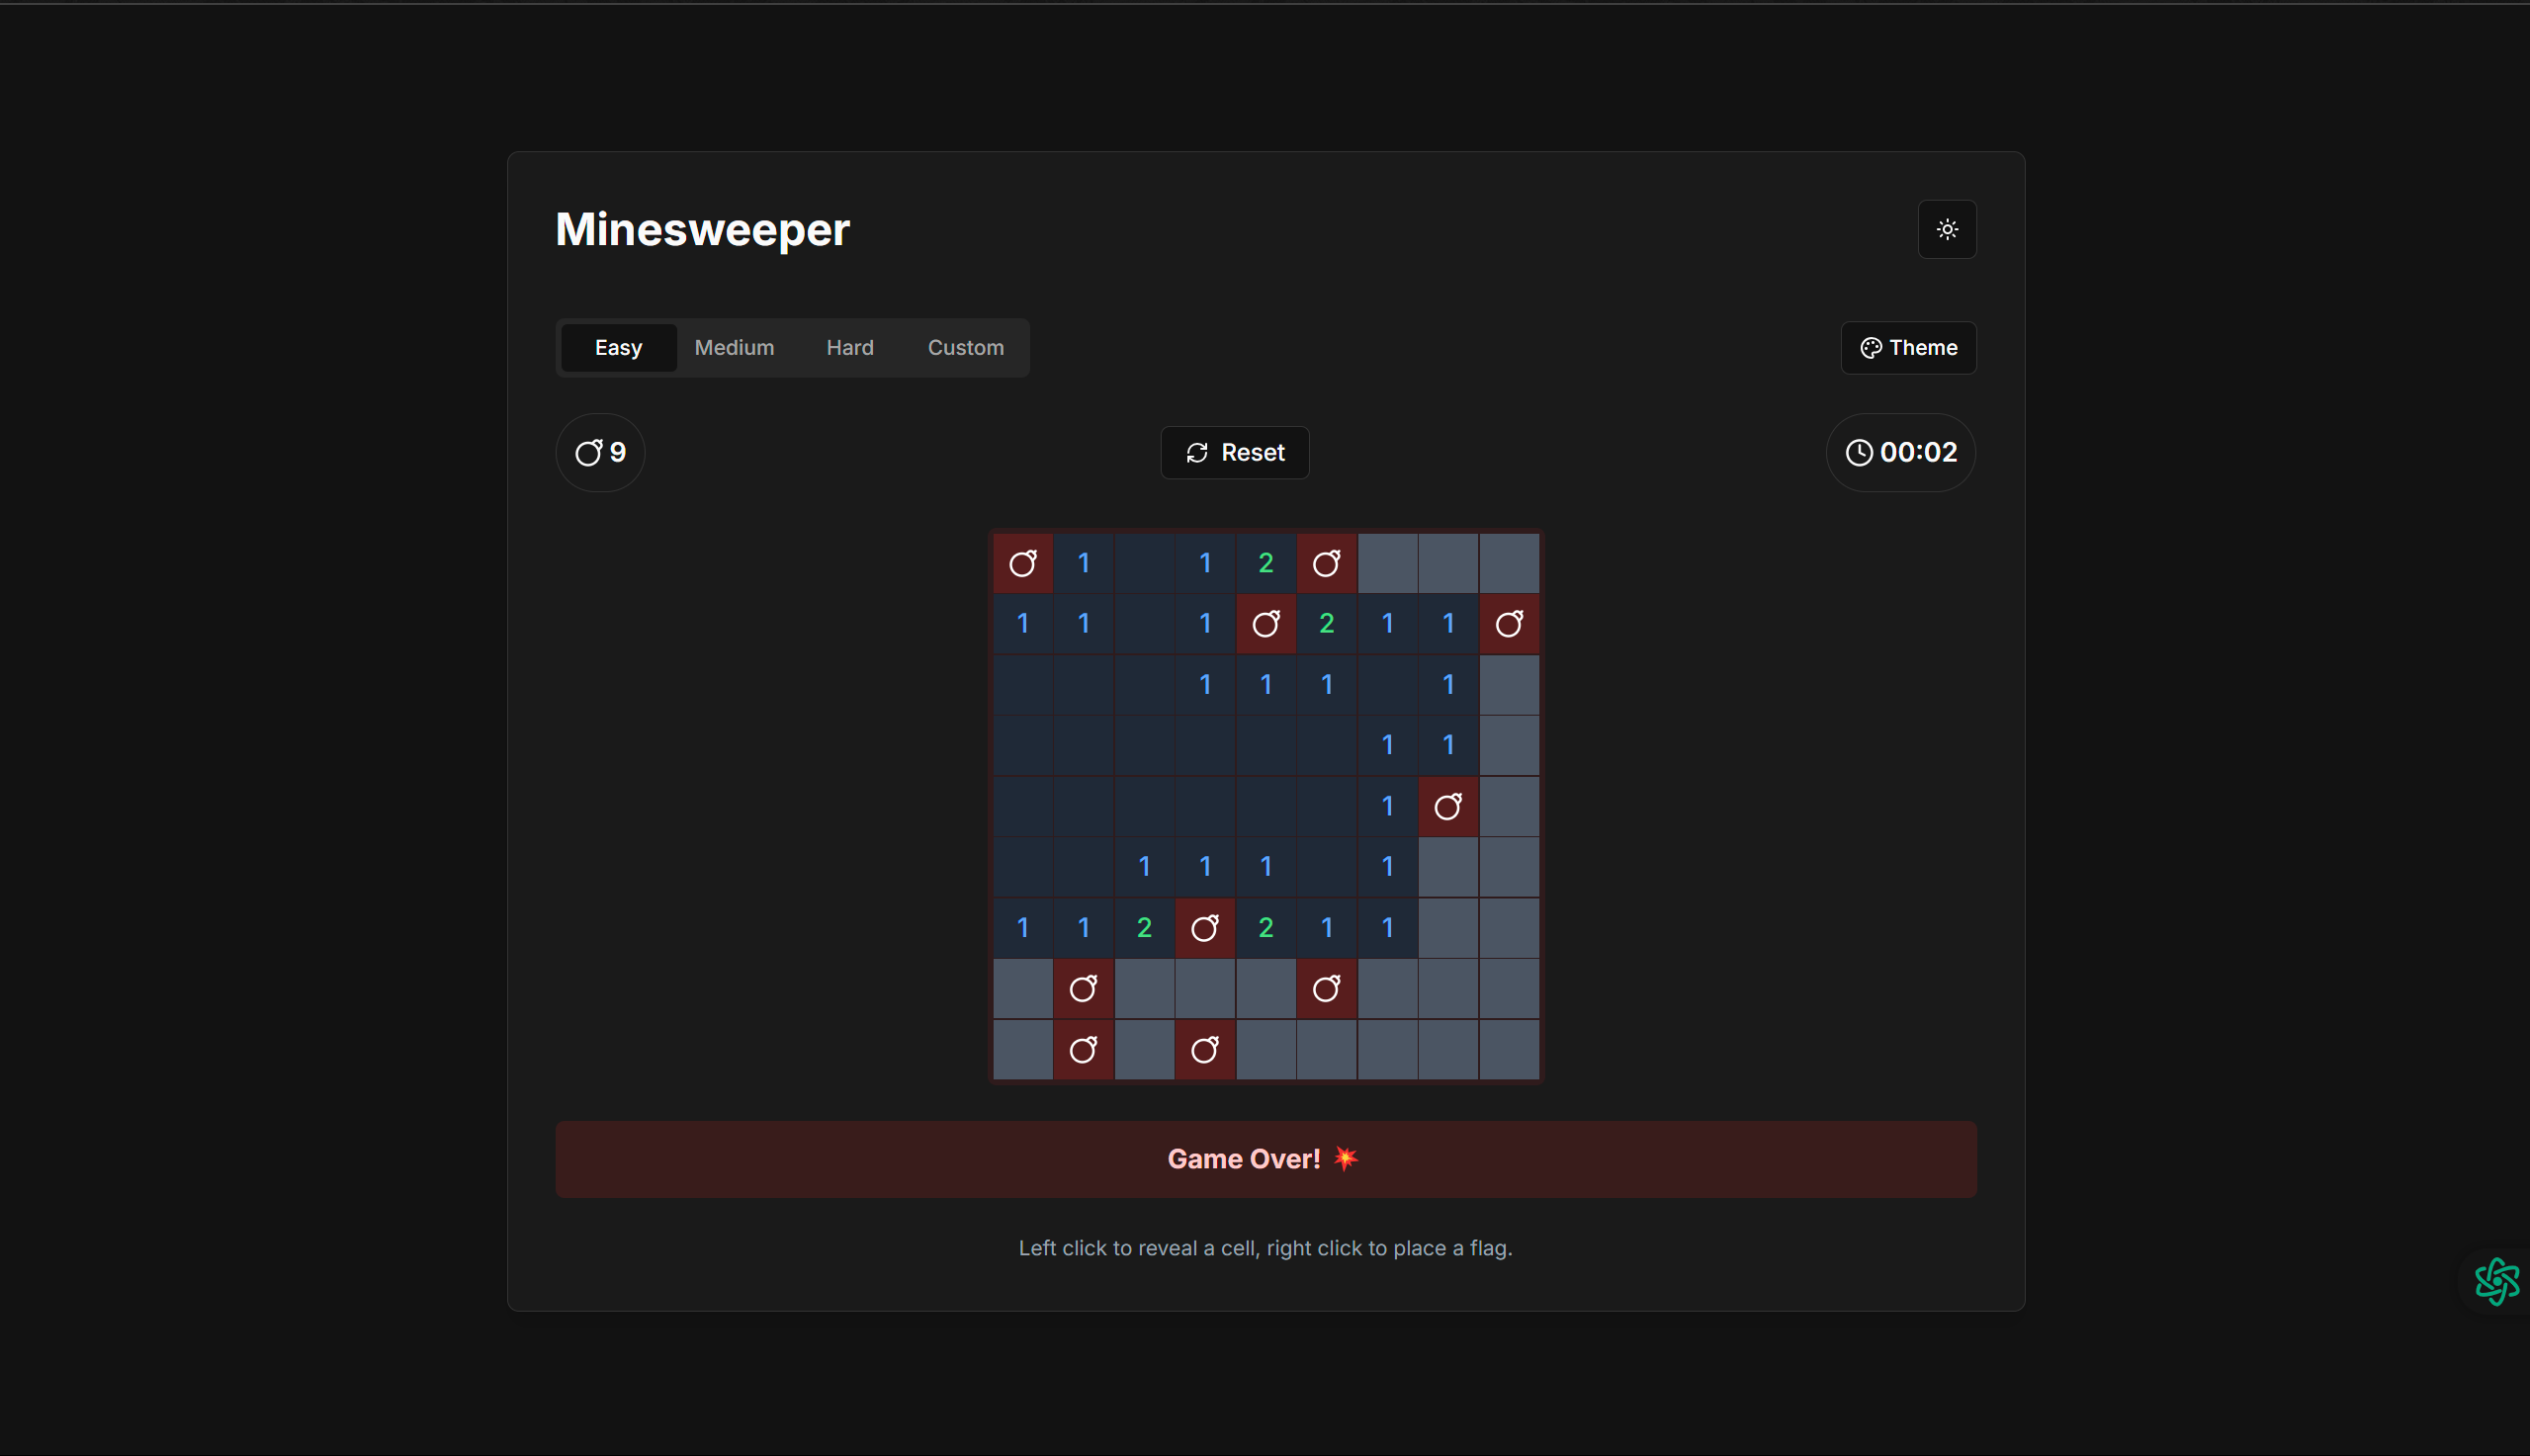 Minesweeper
Easy Medium Hard Custom
Theme
9
Reset
00:02
1 1 2
1 1 1 2 1 1
1 1 1 1
1 1
1
1 1 1 1
1 1 2 2 1 1
Game Over! 💥
Left click to reveal a cell, right click to place a flag.